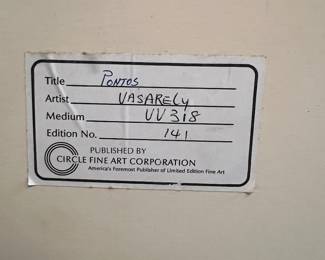 Title PONTOS
Artist VASARELy
Medium UV318
Edition No. 141
PUBLISHED BY
CIRCLE FINE ART CORPORATION
America's Foremost Publisher of Limited Edition Fine Art